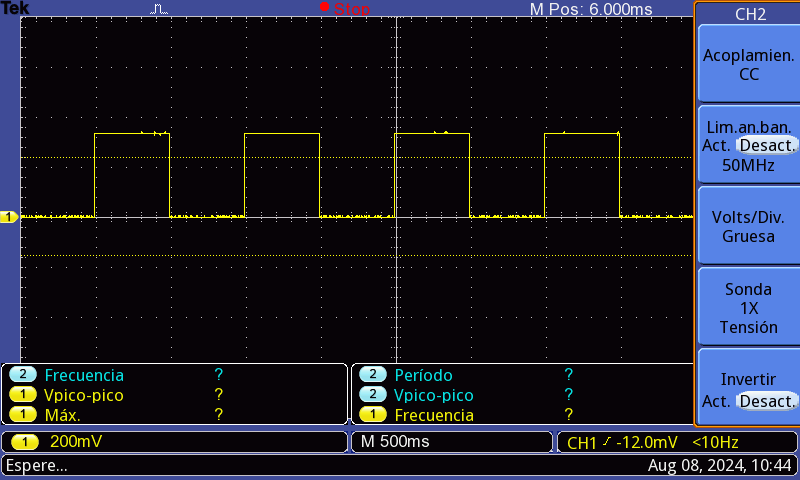 Tek Stop M Pos: 6.000ms CH2
Acoplamien.
CC
Lim.an.ban.
Act. Desact.
50MHz
Volts/Div.
Gruesa
Sonda
1X
Tensión
Invertir
Act. Desact.
1
2 Frecuencia ? 2 Período ?
1 Vpico-pico ? 2 Vpico-pico ?
1 Máx. ? 1 Frecuencia ?
1 200mV M 500ms CH1 -12.0mV <10Hz
Espere... Aug 08, 2024, 10:44